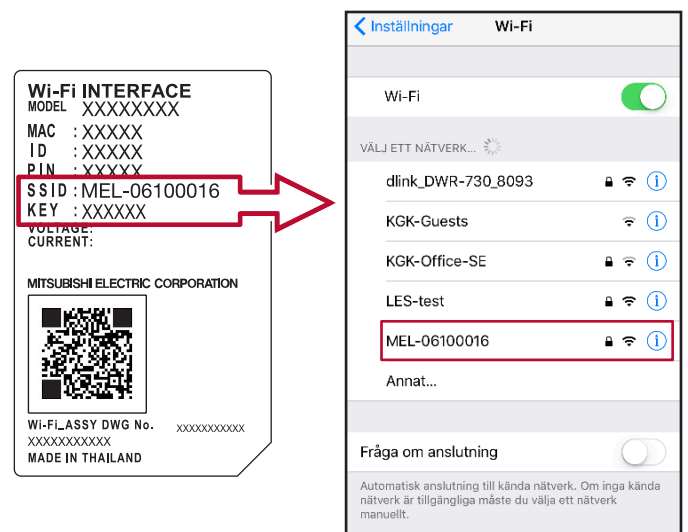 Wi-Fi INTERFACE
MODEL XXXXXXXX
MAC : XXXXX
ID : XXXXX
PIN : XXXXX
SSID : MEL-06100016
KEY : XXXXXX
VOLTAGE:
CURRENT:
MITSUBISHI ELECTRIC CORPORATION
Wi-Fi_ASSY DWG No. XXXXXXXXXXX
XXXXXXXXXXX
MADE IN THAILAND
Inställningar Wi-Fi
Wi-Fi
VÄLJ ETT NÄTVERK...
dlink_DWR-730_8093
KGK-Guests
KGK-Office-SE
LES-test
MEL-06100016
Annat...
Fråga om anslutning
Automatisk anslutning till kända nätverk. Om inga kända
nätverk är tillgängliga måste du välja ett nätverk
manuellt.